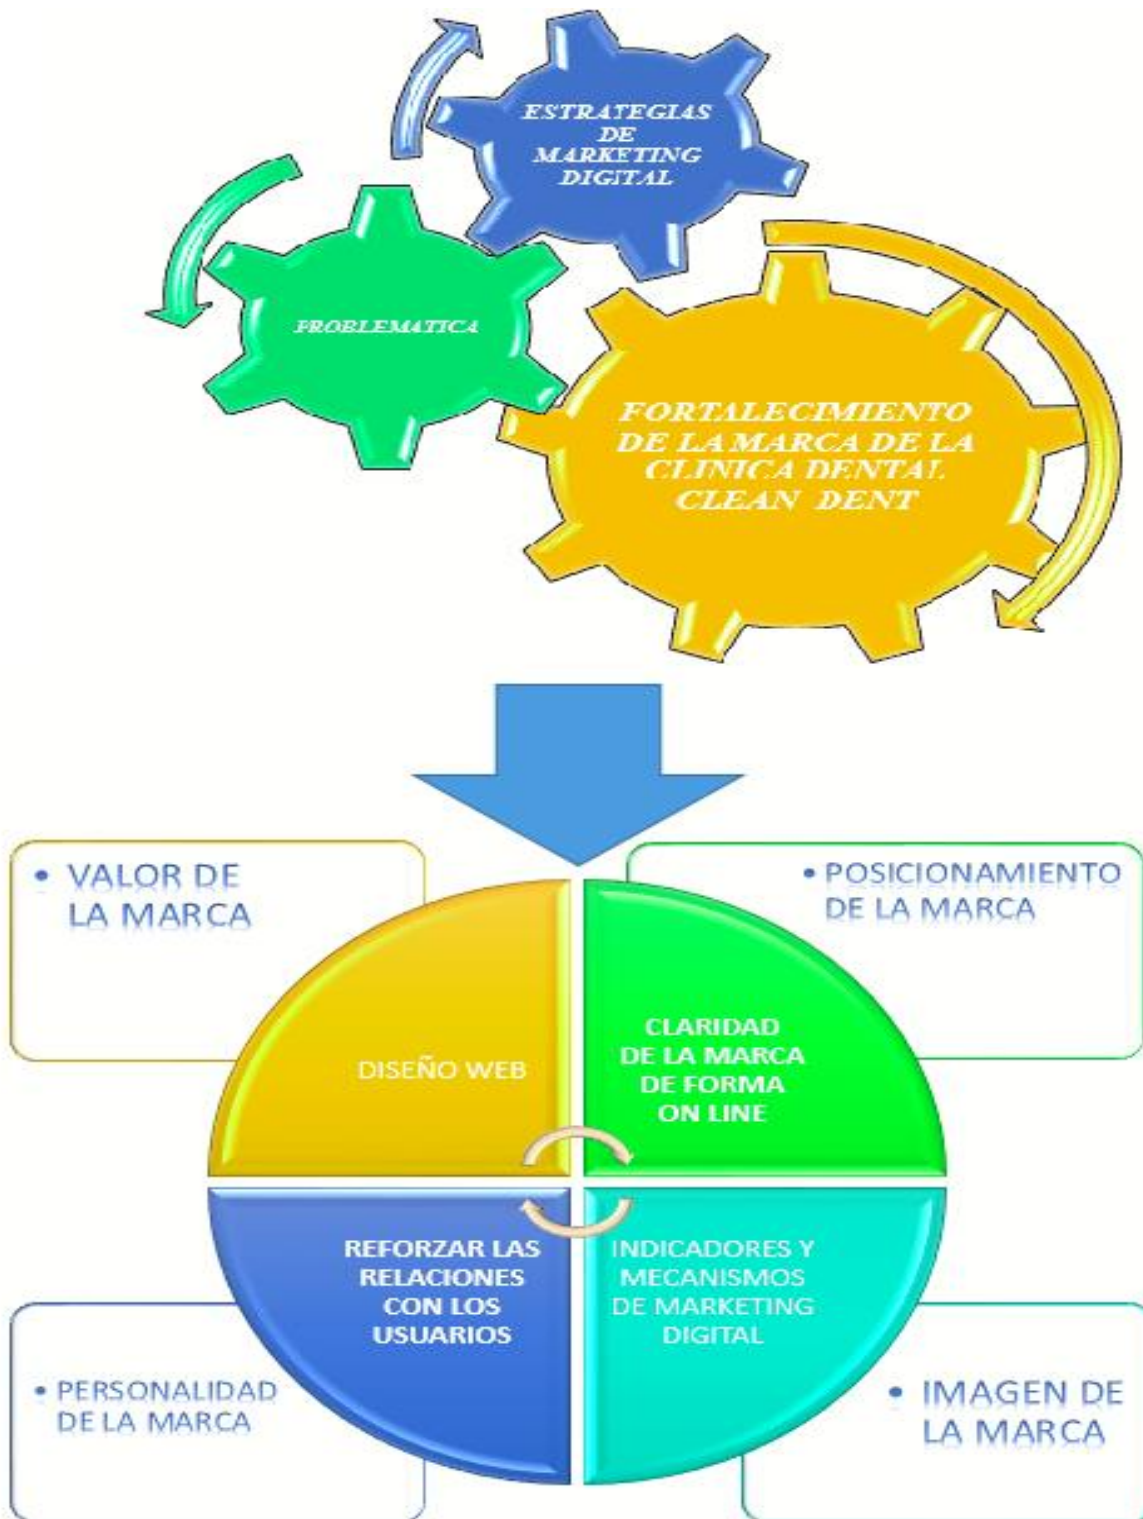 ESTRATEGIAS
DE
MARKETING
DIGITAL
PROBLEMATICA
FORTALECIMIENTO
DE LA MARCA DE LA
CLINICA DENTAL
CLEAN DENT
• VALOR DE
LA MARCA
• POSICIONAMIENTO
DE LA MARCA
DISEÑO WEB
CLARIDAD
DE LA MARCA
DE FORMA
ON LINE
REFORZAR LAS
RELACIONES
CON LOS
USUARIOS
INDICADORES Y
MECANISMOS
DE MARKETING
DIGITAL
• PERSONALIDAD
DE LA MARCA
• IMAGEN DE
LA MARCA